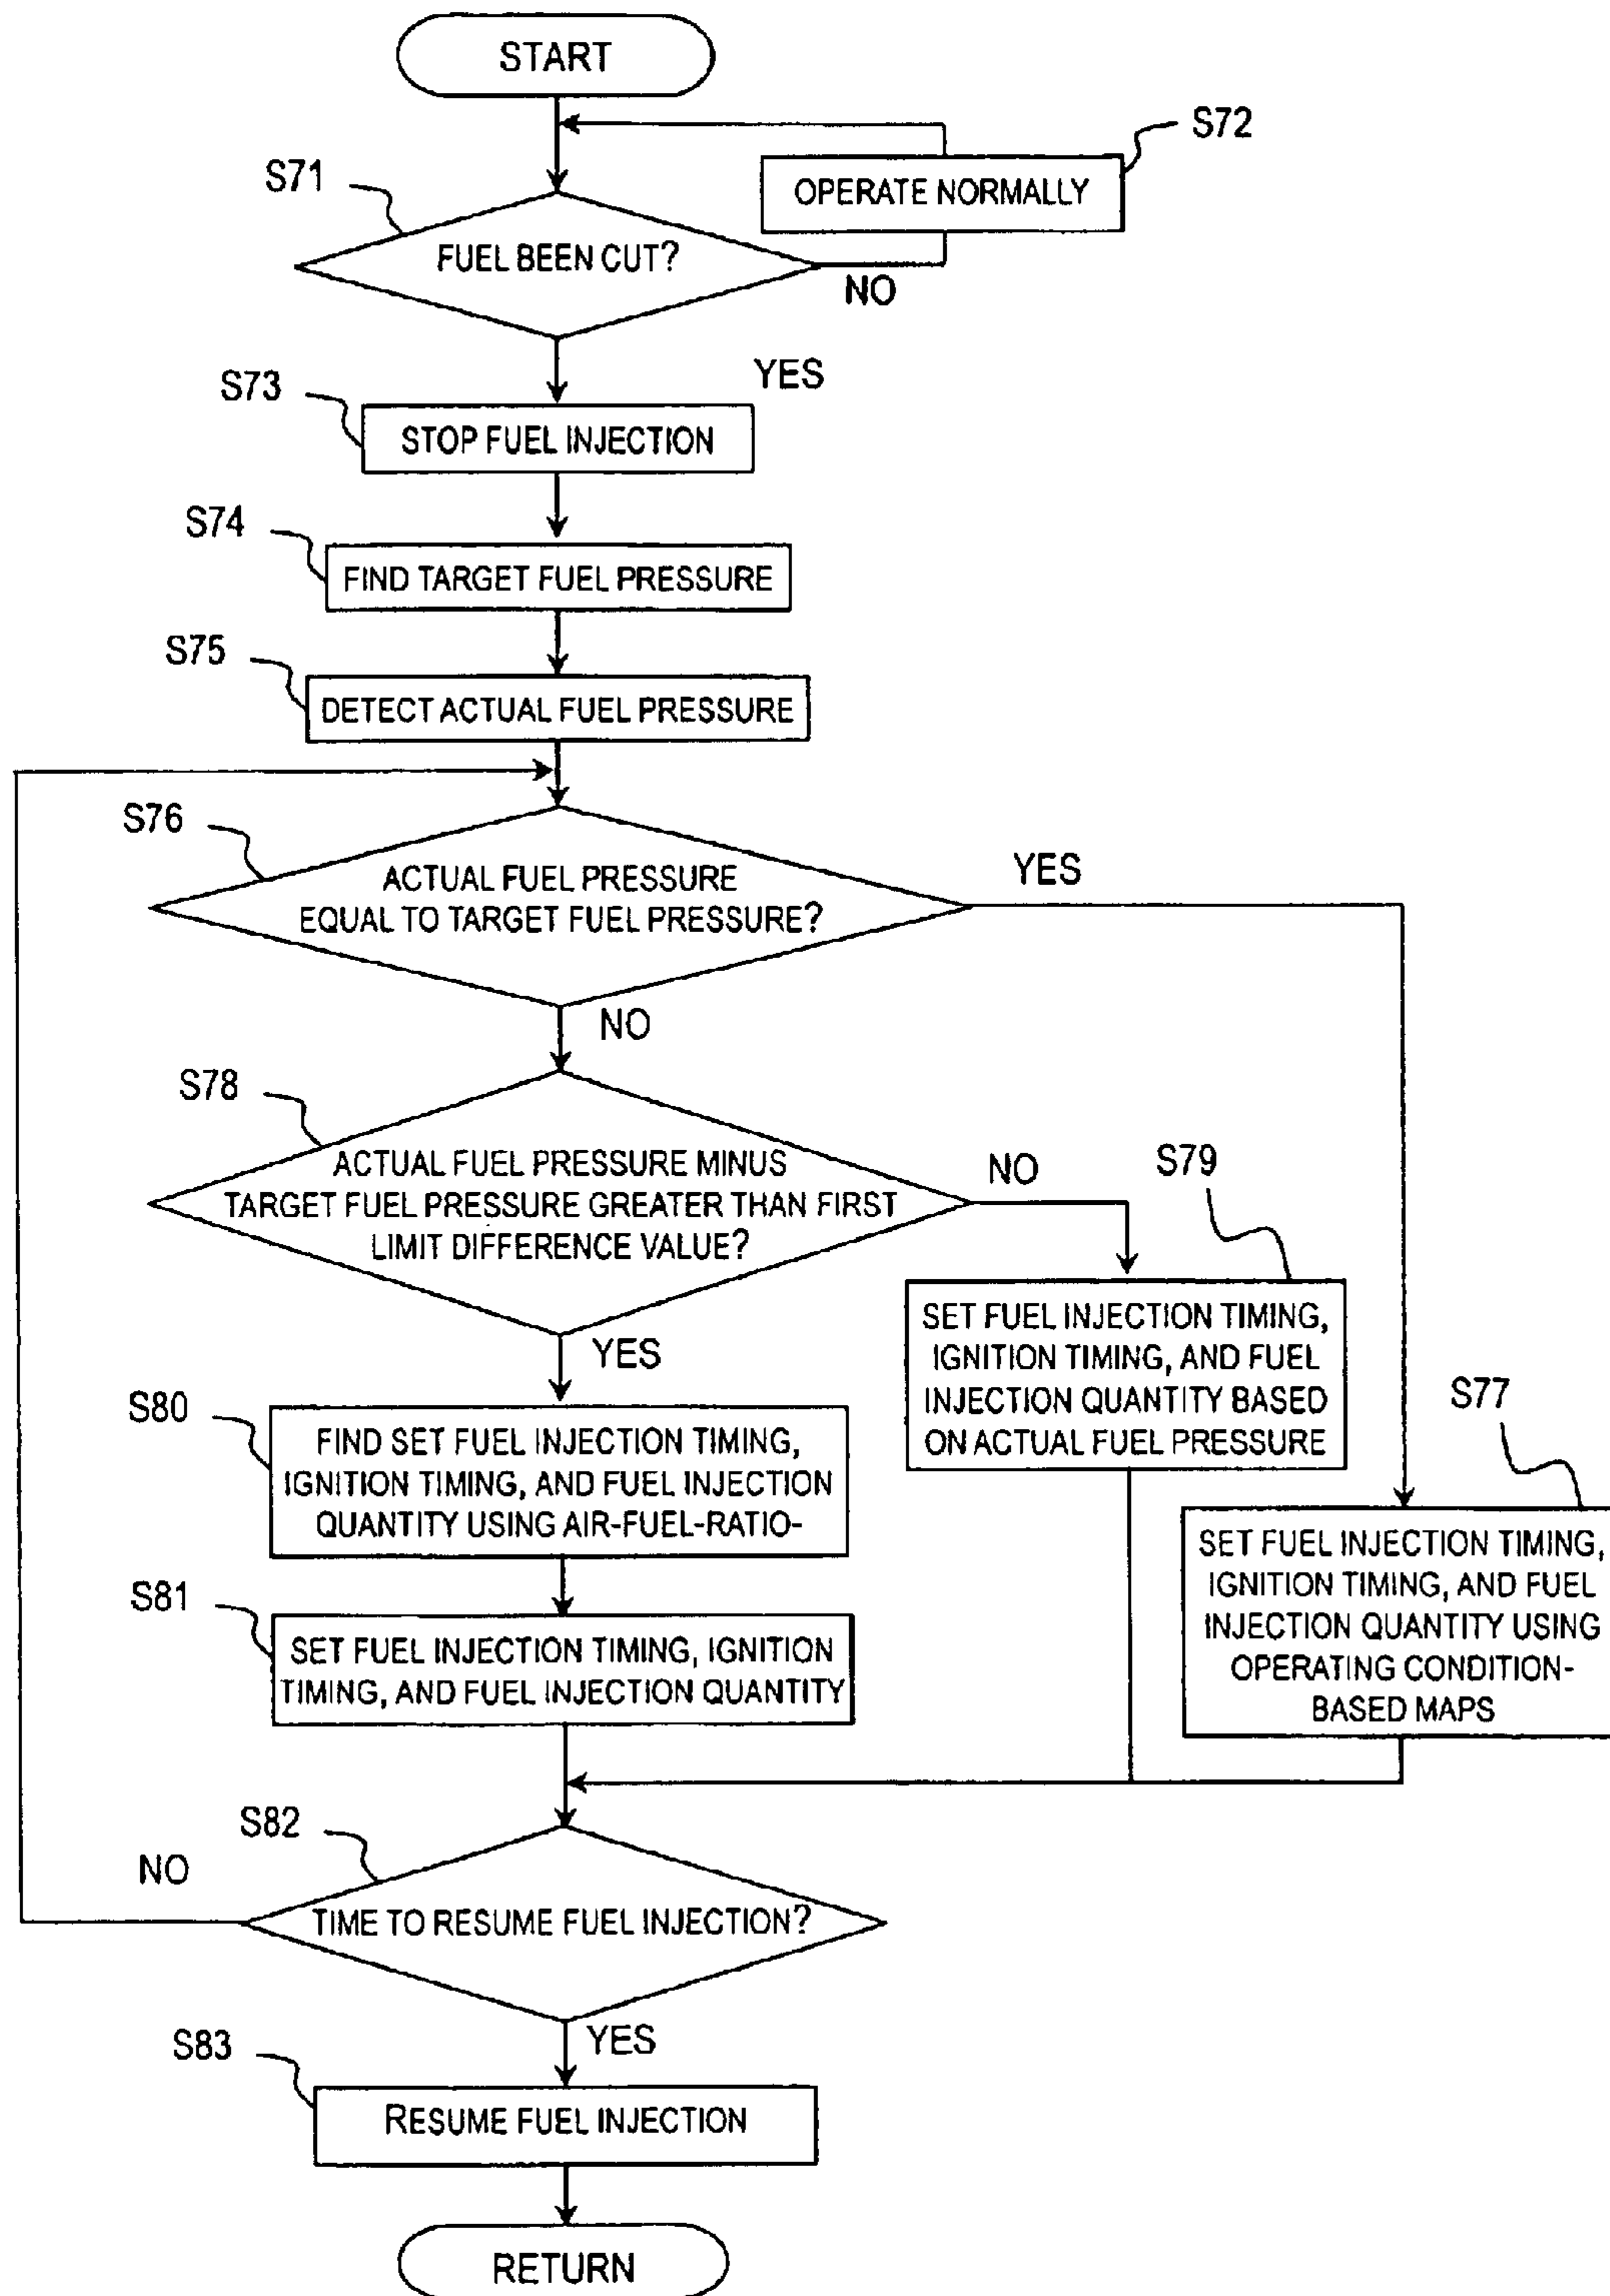 START
S72
OPERATE NORMALLY
S71
FUEL BEEN CUT?
NO
YES
S73
STOP FUEL INJECTION
S74
FIND TARGET FUEL PRESSURE
S75
DETECT ACTUAL FUEL PRESSURE
S76
ACTUAL FUEL PRESSURE
EQUAL TO TARGET FUEL PRESSURE?
YES
NO
S78
ACTUAL FUEL PRESSURE MINUS
TARGET FUEL PRESSURE GREATER THAN FIRST
LIMIT DIFFERENCE VALUE?
NO
YES
S79
SET FUEL INJECTION TIMING,
IGNITION TIMING, AND FUEL
INJECTION QUANTITY BASED
ON ACTUAL FUEL PRESSURE
S77
SET FUEL INJECTION TIMING,
IGNITION TIMING, AND FUEL
INJECTION QUANTITY USING
OPERATING CONDITION-
BASED MAPS
S80
FIND SET FUEL INJECTION TIMING,
IGNITION TIMING, AND FUEL INJECTION
QUANTITY USING AIR-FUEL-RATIO-
S81
SET FUEL INJECTION TIMING, IGNITION
TIMING, AND FUEL INJECTION QUANTITY
S82
NO
TIME TO RESUME FUEL INJECTION?
YES
S83
RESUME FUEL INJECTION
RETURN